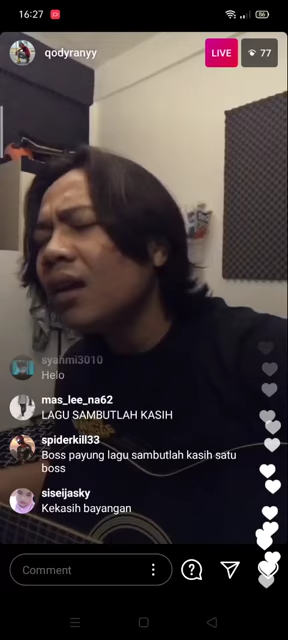 16:27
86
qodyranyy
LIVE
77
syahmi3010
Helo
mas_lee_na62
LAGU SAMBUTLAH KASIH
spiderkill33
Boss payung lagu sambutlah kasih satu
boss
siseijasky
Kekasih bayangan
Comment